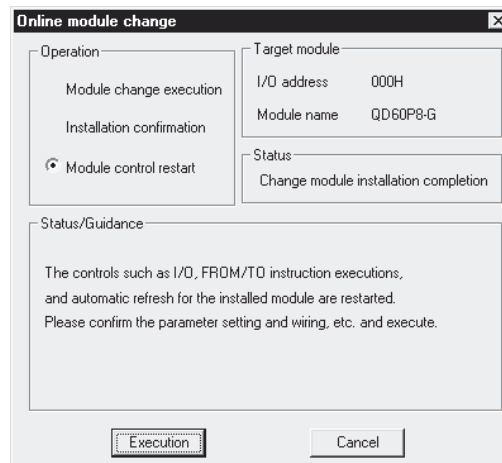 Online module change
Operation
Module change execution
Installation confirmation
Module control restart
Target module
I/O address 000H
Module name QD60P8-G
Status
Change module installation completion
Status/Guidance
The controls such as I/O, FROM/TO instruction executions,
and automatic refresh for the installed module are restarted.
Please confirm the parameter setting and wiring, etc. and execute.
Execution Cancel